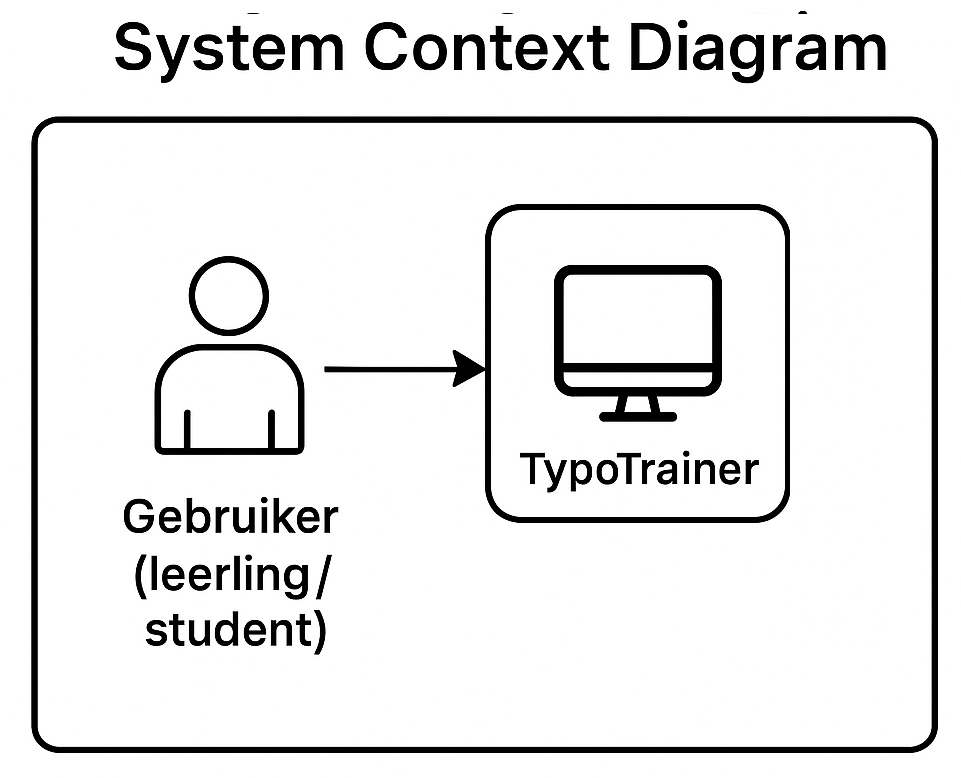 System Context Diagram
TypoTrainer
Gebruiker
(leerling/
student)